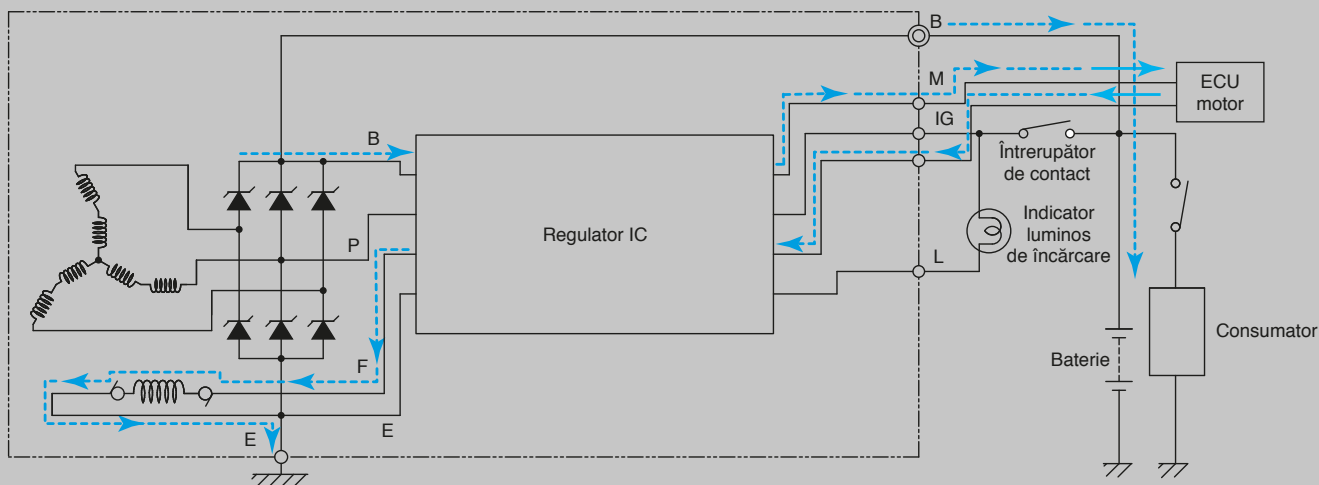 B
M
ECU
motor
IG
B
Întrerupător
de contact
Regulator IC
Indicator
luminos
de încărcare
P
L
Consumator
Baterie
F
E
E